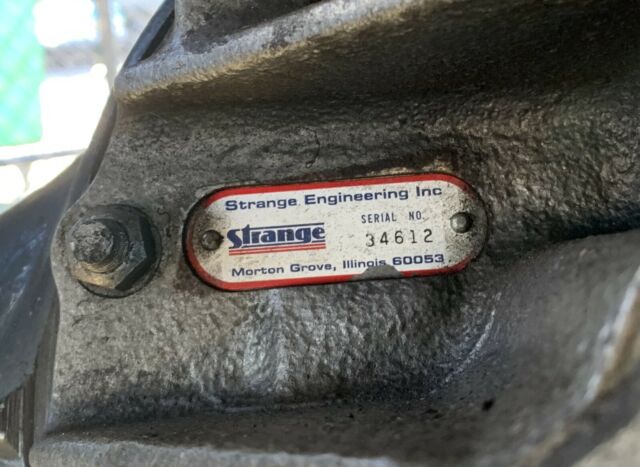 Strange Engineering Inc
SERIAL NO.
Strange
34612
Morton Grove, Illinois 60053